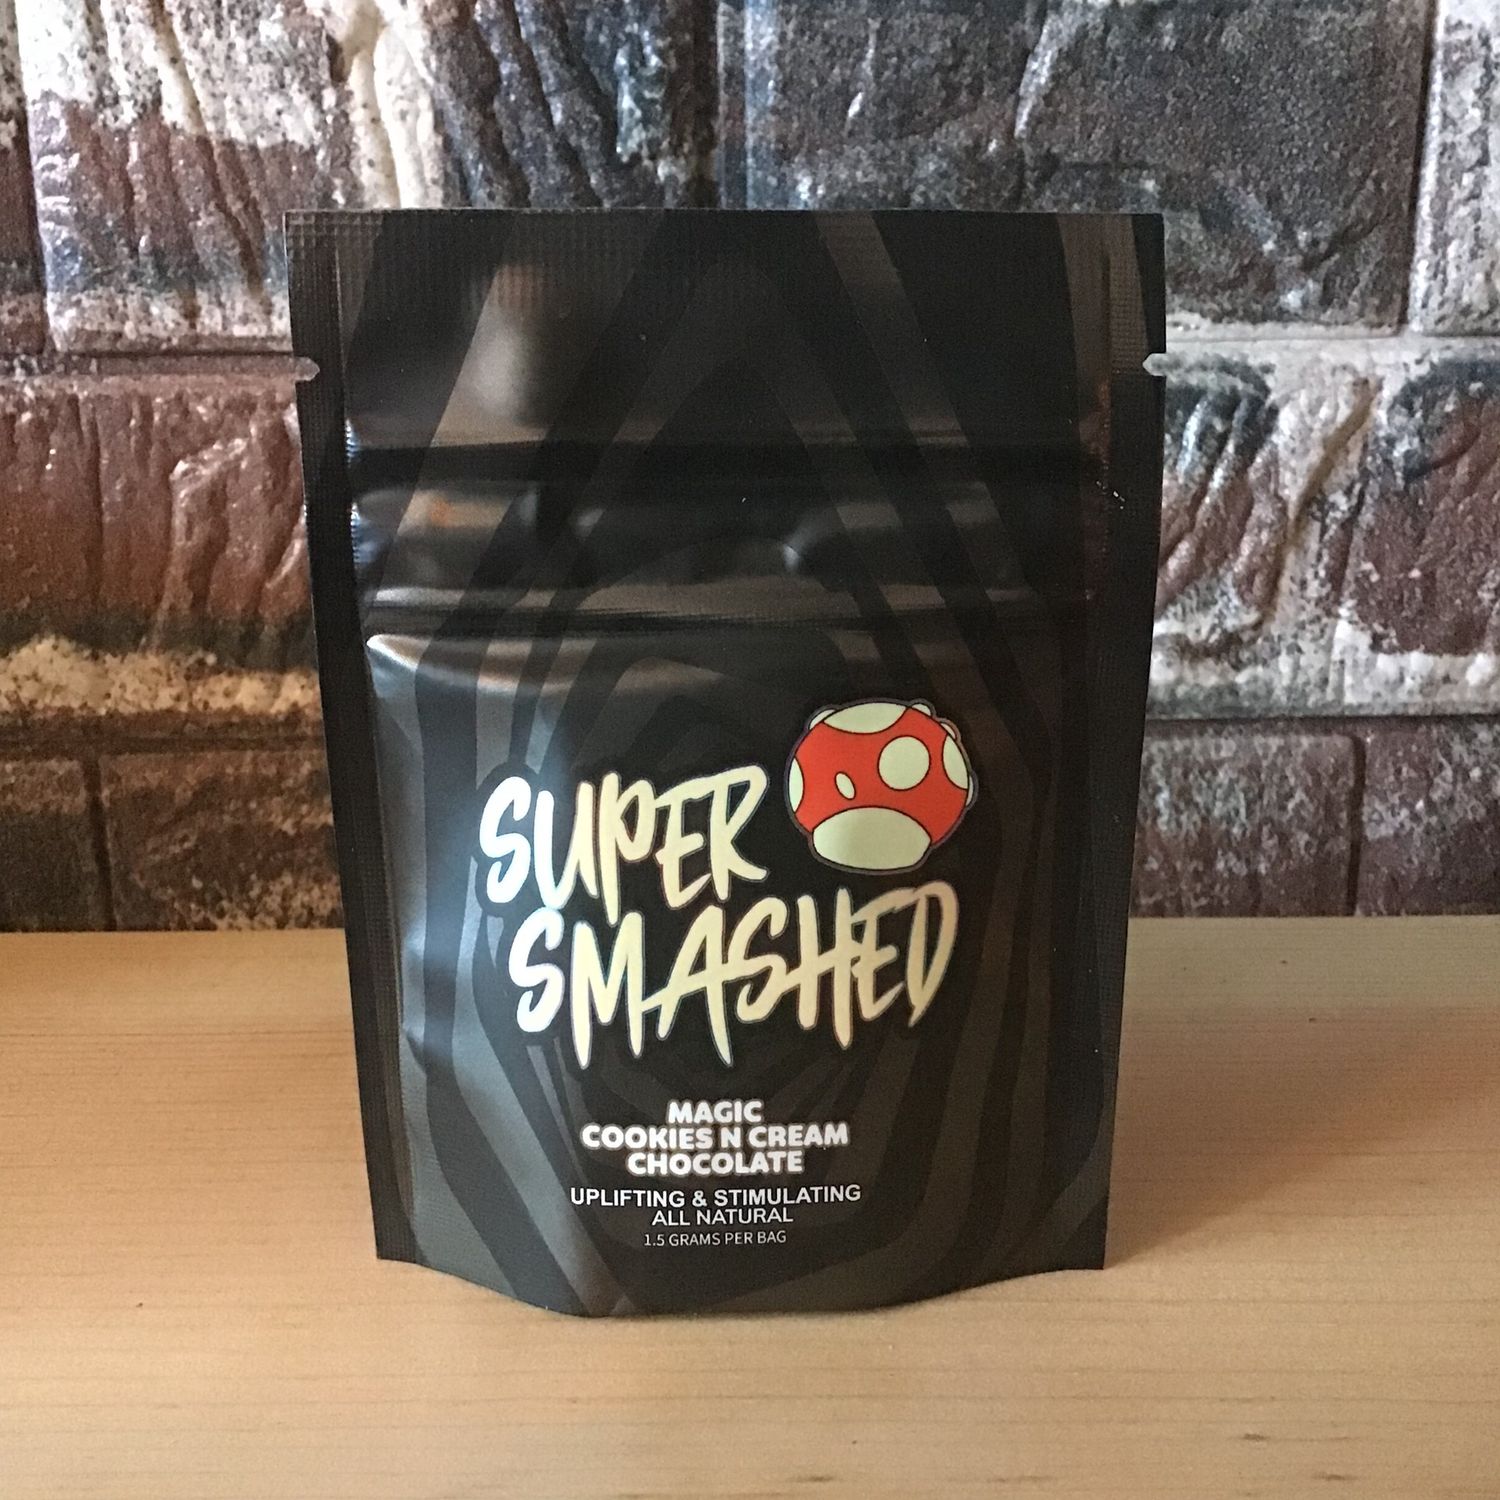 SUPER
SMASHED
MAGIC
COOKIES N CREAM
CHOCOLATE
UPLIFTING & STIMULATING
ALL NATURAL
1.5 GRAMS PER BAG